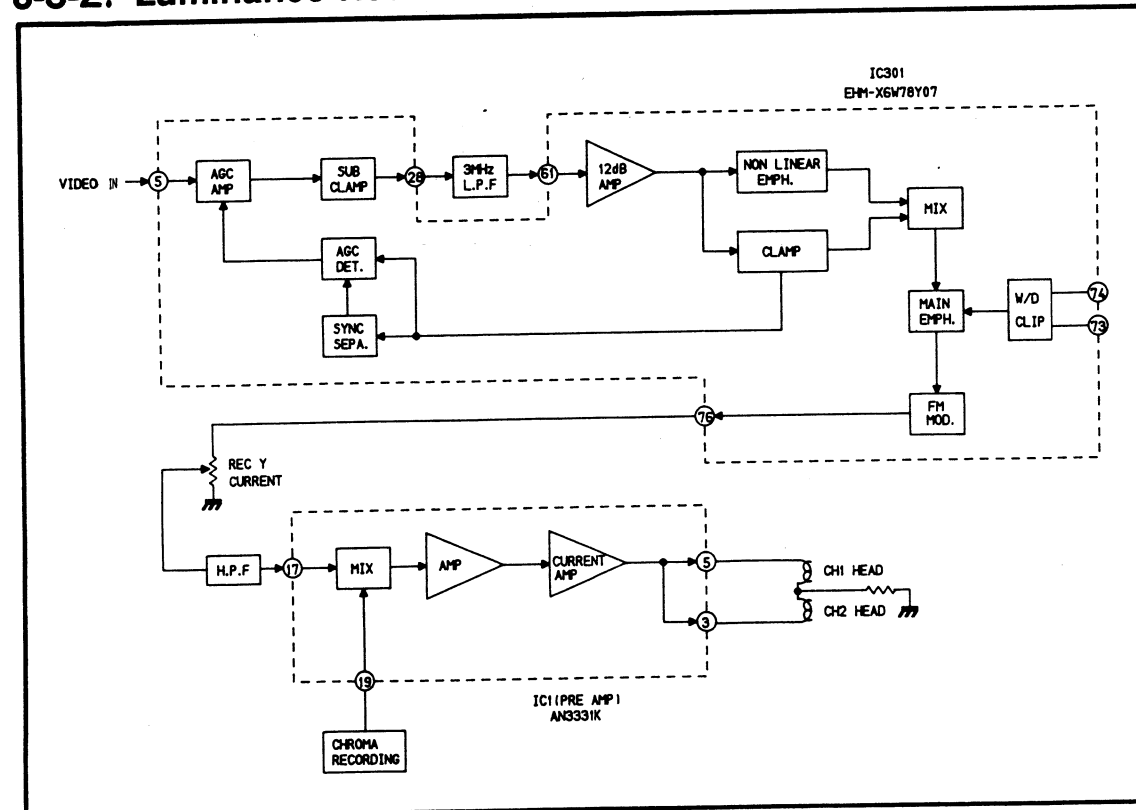 IC301
EHM-X6W78Y07
VIDEO IN
5
AGC
AMP
SUB
CLAMP
28
3MHz
L.P.F
61
12dB
AMP
NON LINEAR
EMPH.
MIX
CLAMP
AGC
DET.
SYNC
SEPA.
MAIN
EMPH.
W/D
CLIP
74
73
FM
MOD.
76
REC Y
CURRENT
H.P.F
17
MIX
AMP
CURRENT
AMP
5
3
CH1 HEAD
CH2 HEAD
19
IC1(PRE AMP)
AN3331K
CHROMA
RECORDING